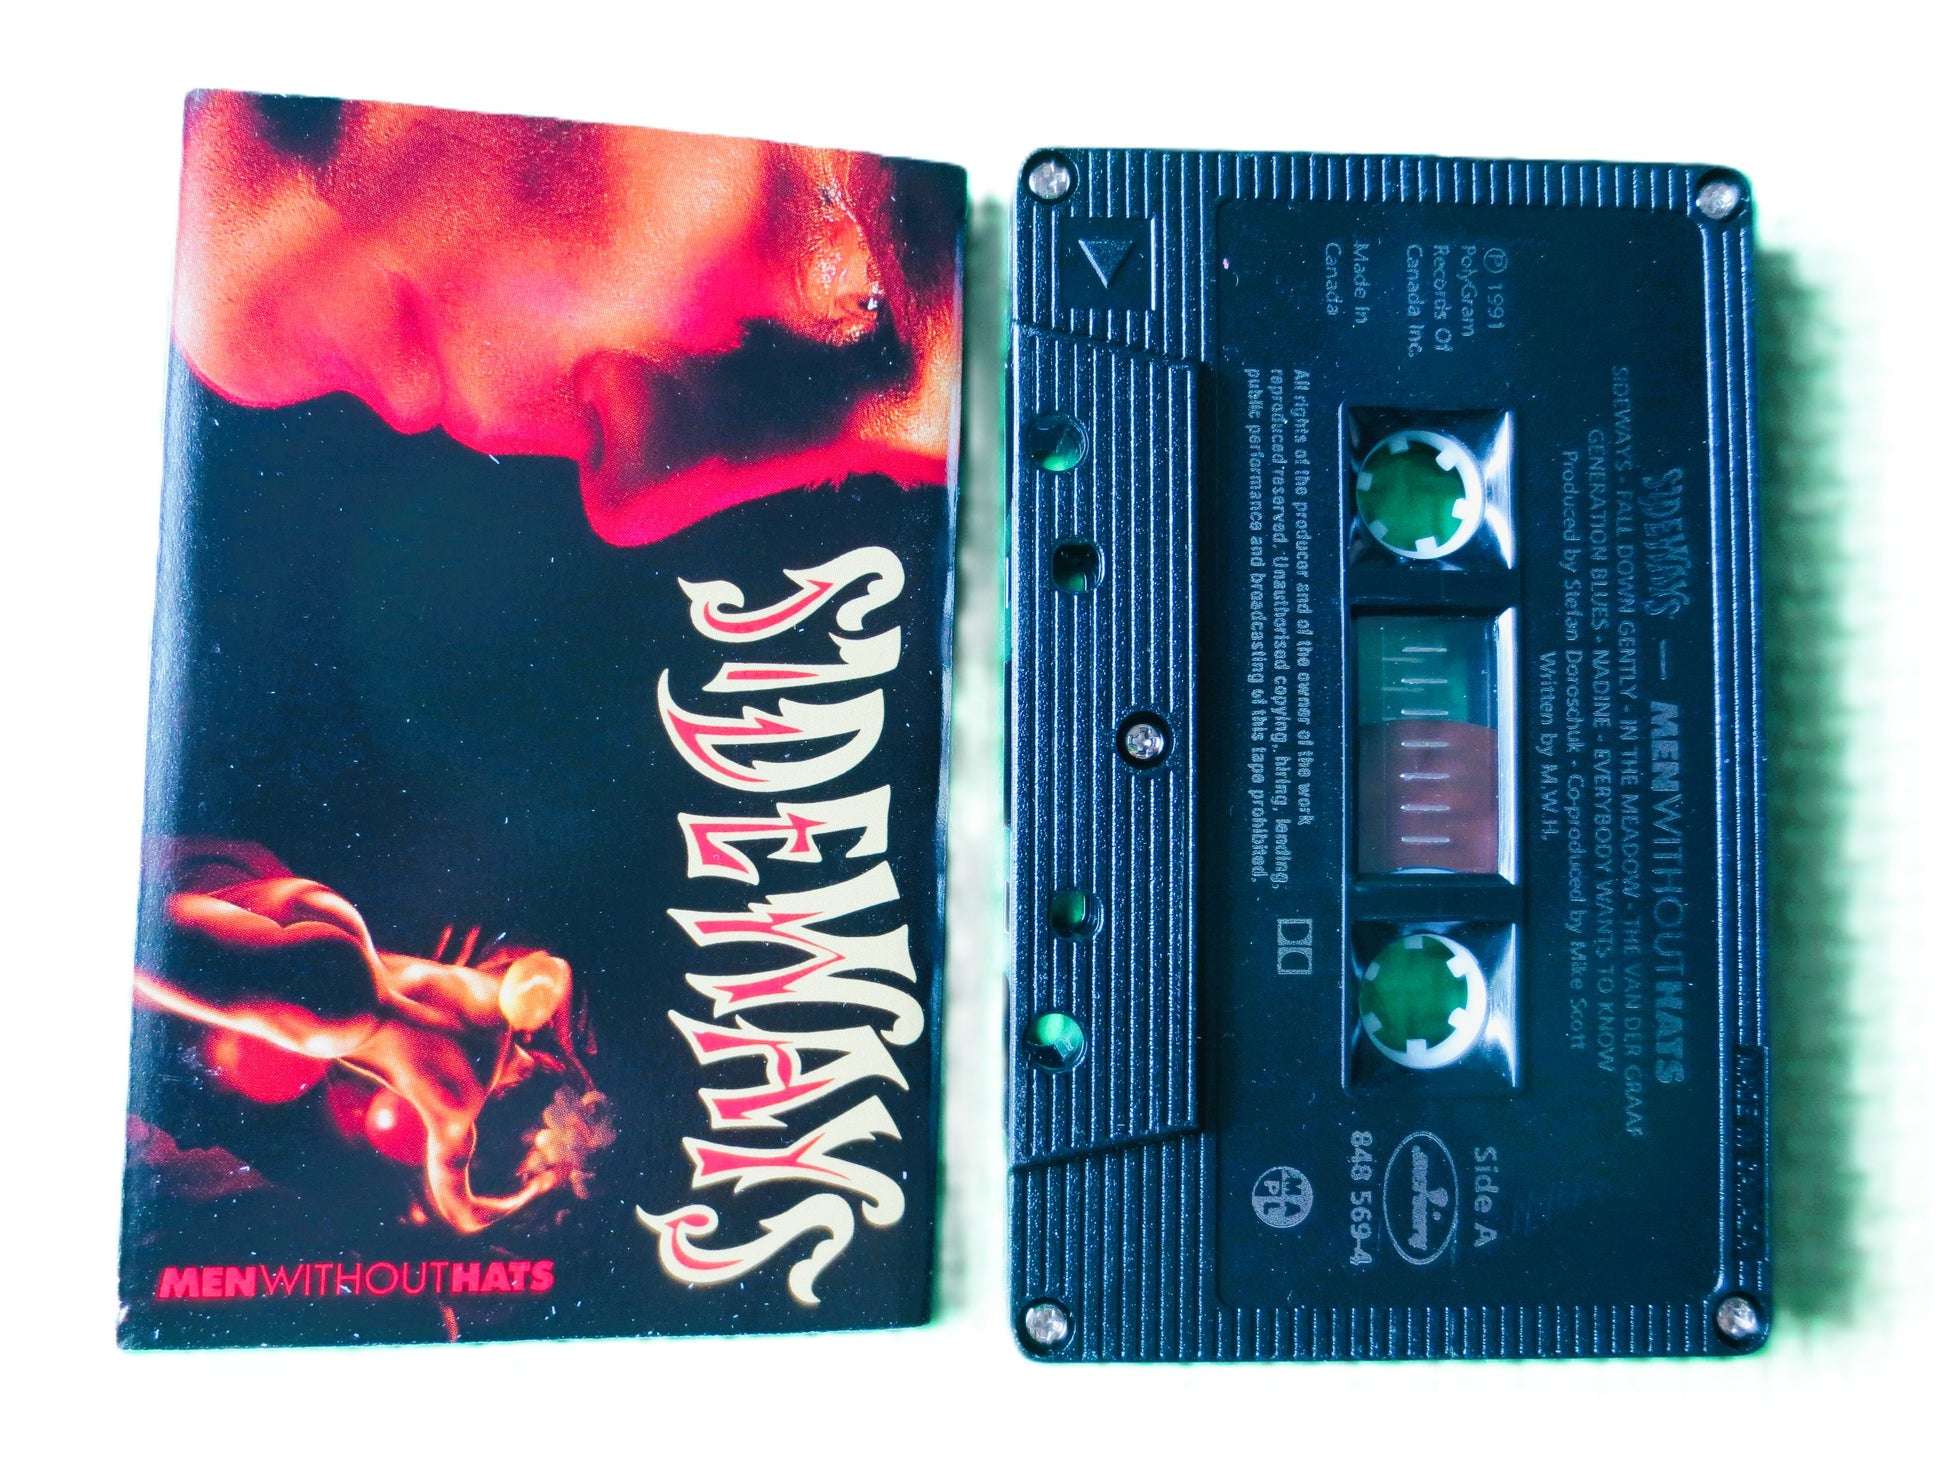 SIDEWAYS
MENWITHOUTHATS
SIDEWAYS — MENWITHOUTHATS
SIDEWAYS · FALL DOWN GENTLY · IN THE MEADOW · THE VAN DER GRAAF
GENERATION BLUES · NADINE · EVERYBODY WANTS TO KNOW
Produced by Stefan Doroschuk · Co-produced by Mike Scott
Written by M.W.H.
℗ 1991
PolyGram
Records Of
Canada Inc.
Made In
Canada
Side A
mercury
848 569-4
All rights of the producer and of the owner of the work
reproduced reserved. Unauthorised copying, hiring, lending,
public performance and broadcasting of this tape prohibited.